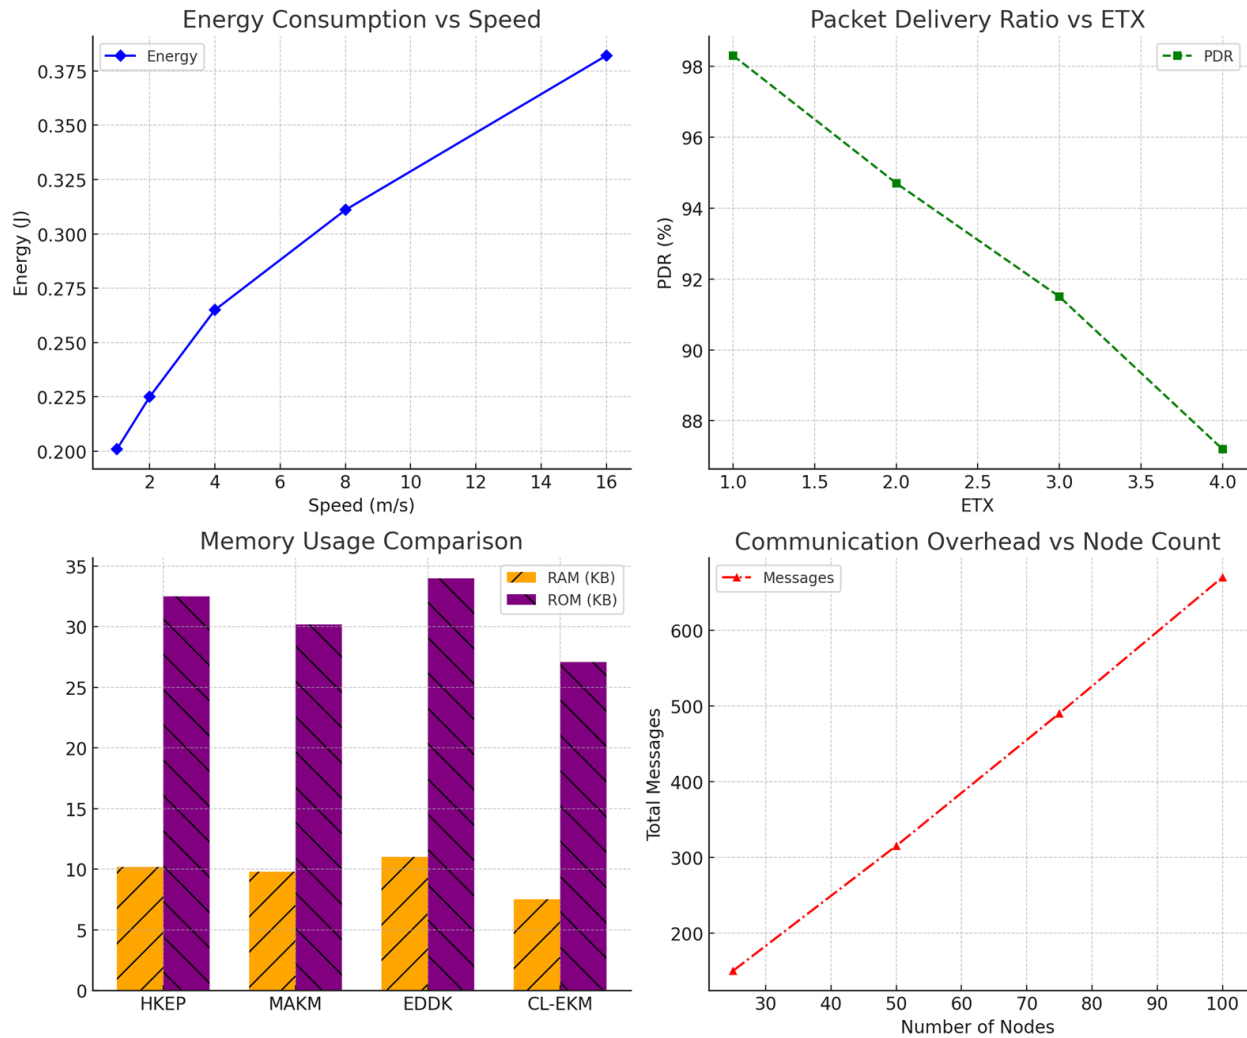 Energy Consumption vs Speed
Energy
Energy (J)
0.375
0.350
0.325
0.300
0.275
0.250
0.225
0.200
2 4 6 8 10 12 14 16
Speed (m/s)
Packet Delivery Ratio vs ETX
PDR
PDR (%)
98
96
94
92
90
88
1.0 1.5 2.0 2.5 3.0 3.5 4.0
ETX
Memory Usage Comparison
RAM (KB)
ROM (KB)
35
30
25
20
15
10
5
0
HKEP MAKM EDDK CL-EKM
Communication Overhead vs Node Count
Messages
Total Messages
600
500
400
300
200
30 40 50 60 70 80 90 100
Number of Nodes